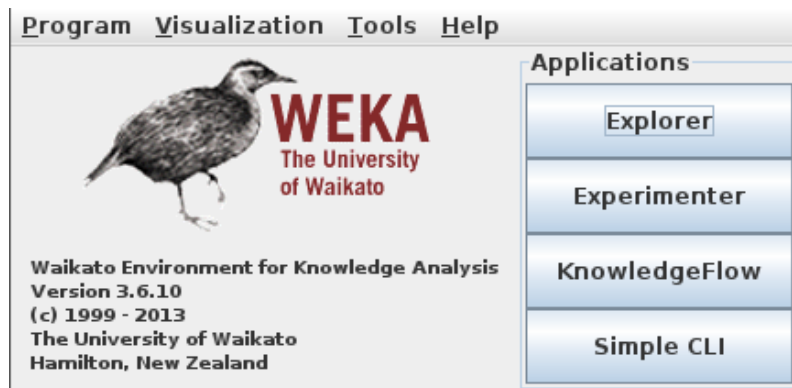 Program Visualization Tools Help
WEKA
The University
of Waikato
Waikato Environment for Knowledge Analysis
Version 3.6.10
(c) 1999 - 2013
The University of Waikato
Hamilton, New Zealand
Applications
Explorer
Experimenter
KnowledgeFlow
Simple CLI